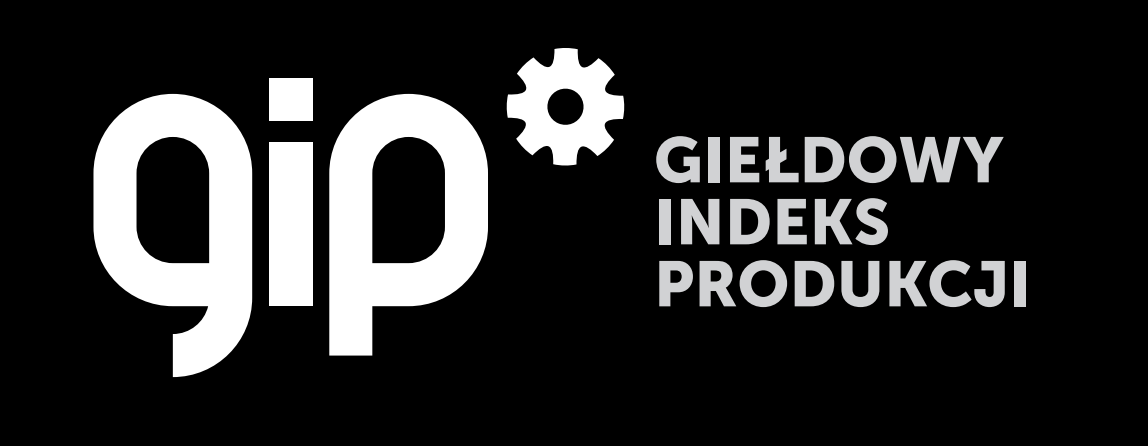 gip
GIEŁDOWY
INDEKS
PRODUKCJI